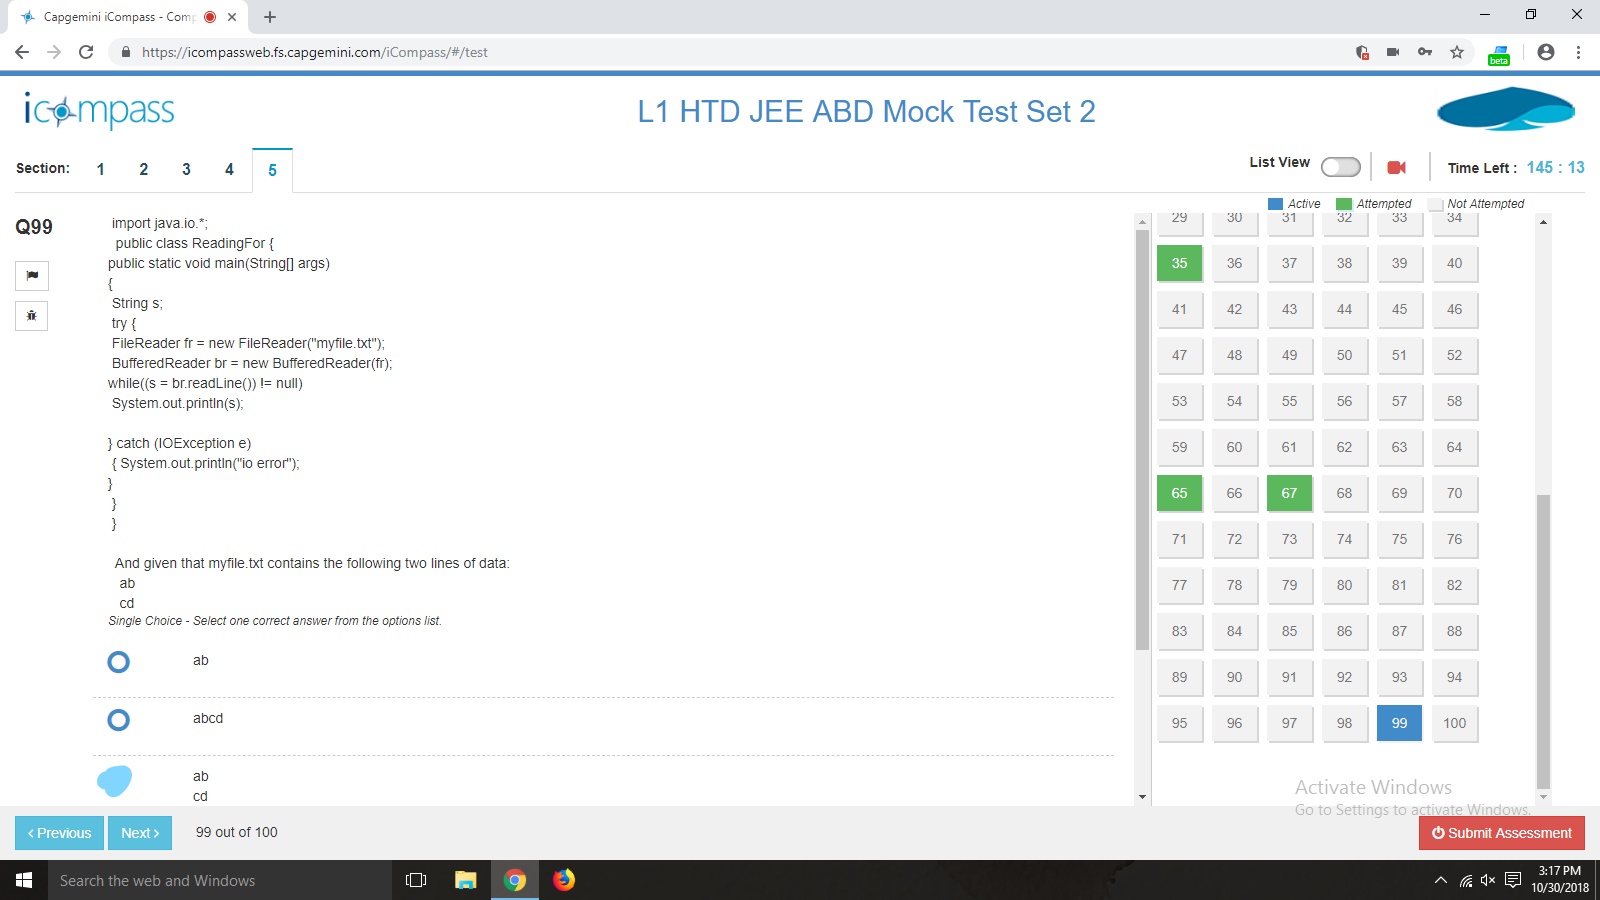 Capgemini iCompass - Comp
https://icompassweb.fs.capgemini.com/iCompass/#/test
beta
icompass
L1 HTD JEE ABD Mock Test Set 2
Section: 1 2 3 4 5
List View
Time Left : 145 : 13
Active Attempted Not Attempted
Q99
import java.io.*;
public class ReadingFor {
public static void main(String[] args)
{
String s;
try {
FileReader fr = new FileReader("myfile.txt");
BufferedReader br = new BufferedReader(fr);
while((s = br.readLine()) != null)
System.out.println(s);
} catch (IOException e)
{ System.out.println("io error");
}
}
}
And given that myfile.txt contains the following two lines of data:
ab
cd
Single Choice - Select one correct answer from the options list.
ab
abcd
ab
cd
29 30 31 32 33 34
35 36 37 38 39 40
41 42 43 44 45 46
47 48 49 50 51 52
53 54 55 56 57 58
59 60 61 62 63 64
65 66 67 68 69 70
71 72 73 74 75 76
77 78 79 80 81 82
83 84 85 86 87 88
89 90 91 92 93 94
95 96 97 98 99 100
Activate Windows
Go to Settings to activate Windows.
Previous
Next
99 out of 100
Submit Assessment
Search the web and Windows
3:17 PM
10/30/2018